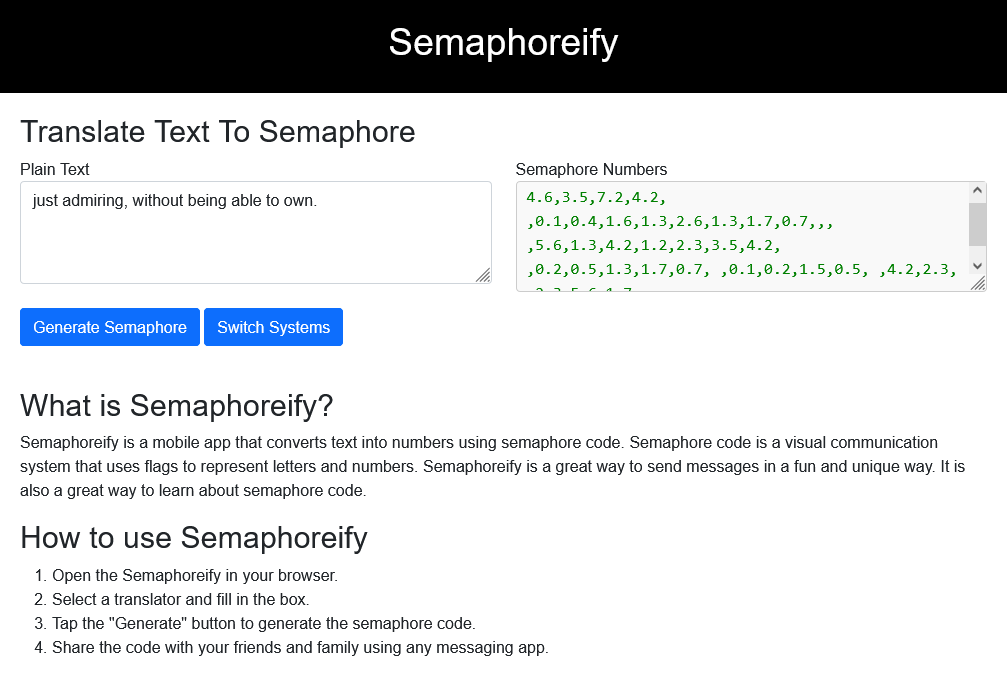 Semaphoreify
Translate Text To Semaphore
Plain Text
Semaphore Numbers
just admiring, without being able to own.
4.6,3.5,7.2,4.2,
,0.1,0.4,1.6,1.3,2.6,1.3,1.7,0.7,,,
,5.6,1.3,4.2,1.2,2.3,3.5,4.2,
,0.2,0.5,1.3,1.7,0.7, ,0.1,0.2,1.5,0.5, ,4.2,2.3,
Generate Semaphore
Switch Systems
What is Semaphoreify?
Semaphoreify is a mobile app that converts text into numbers using semaphore code. Semaphore code is a visual communication
system that uses flags to represent letters and numbers. Semaphoreify is a great way to send messages in a fun and unique way. It is
also a great way to learn about semaphore code.
How to use Semaphoreify
1. Open the Semaphoreify in your browser.
2. Select a translator and fill in the box.
3. Tap the "Generate" button to generate the semaphore code.
4. Share the code with your friends and family using any messaging app.